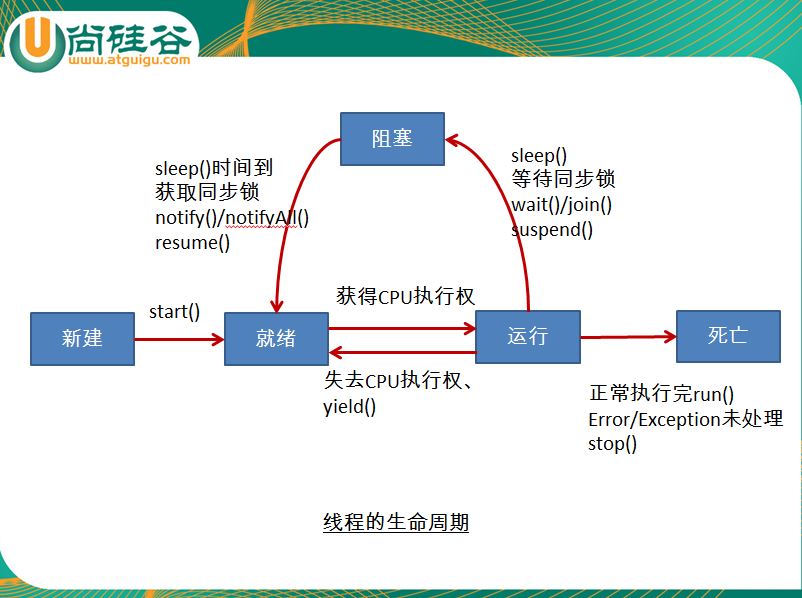 尚硅谷
www.atguigu.com
阻塞
sleep()时间到
获取同步锁
notify()/notifyAll()
resume()
sleep()
等待同步锁
wait()/join()
suspend()
新建
start()
就绪
获得CPU执行权
失去CPU执行权、
yield()
运行
死亡
正常执行完run()
Error/Exception未处理
stop()
线程的生命周期